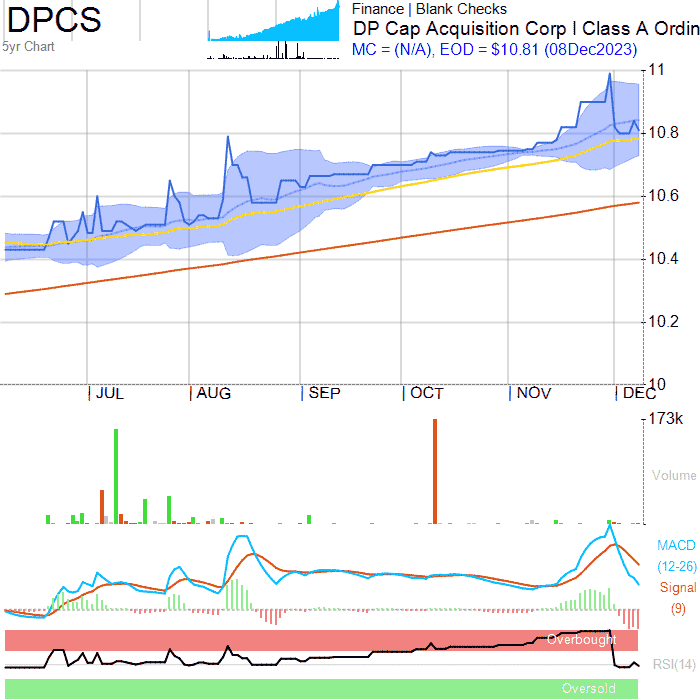 DPCS
5yr Chart
Finance | Blank Checks
DP Cap Acquisition Corp I Class A Ordin
MC = (N/A), EOD = $10.81 (08Dec2023)
11
10.8
10.6
10.4
10.2
10
JUL AUG SEP OCT NOV DEC
173k
Volume
MACD
(12-26)
Signal
(9)
Overbought
RSI(14)
Oversold